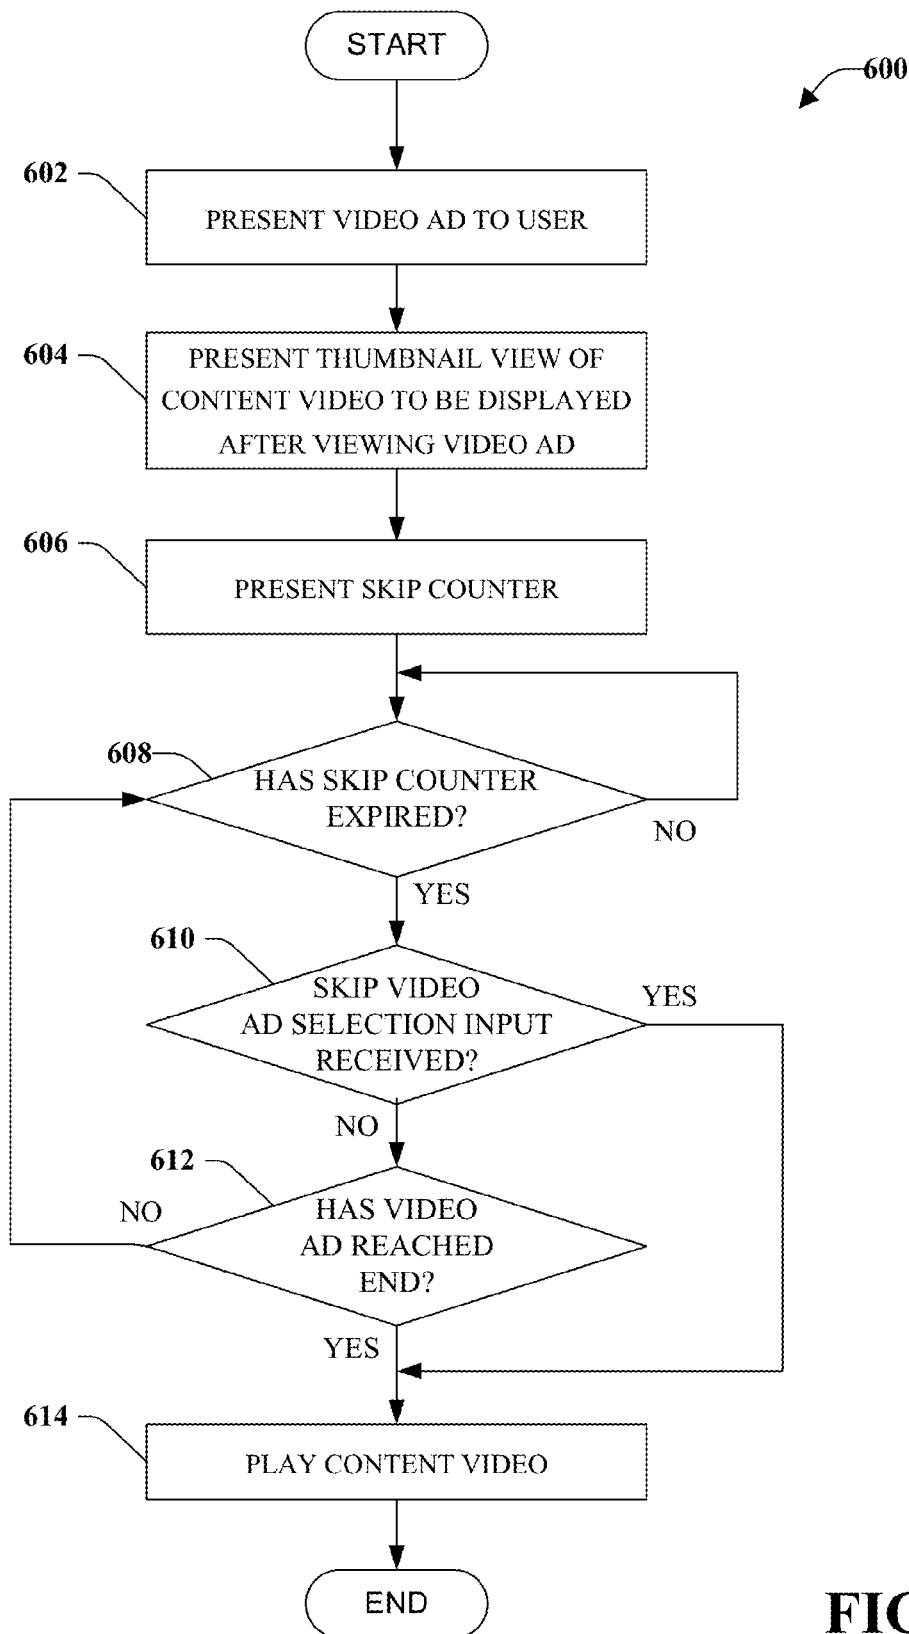 START
600
602
PRESENT VIDEO AD TO USER
604
PRESENT THUMBNAIL VIEW OF
CONTENT VIDEO TO BE DISPLAYED
AFTER VIEWING VIDEO AD
606
PRESENT SKIP COUNTER
608
HAS SKIP COUNTER
EXPIRED?
NO
YES
610
SKIP VIDEO
AD SELECTION INPUT
RECEIVED?
YES
NO
612
HAS VIDEO
AD REACHED
END?
NO
YES
614
PLAY CONTENT VIDEO
END
FIG